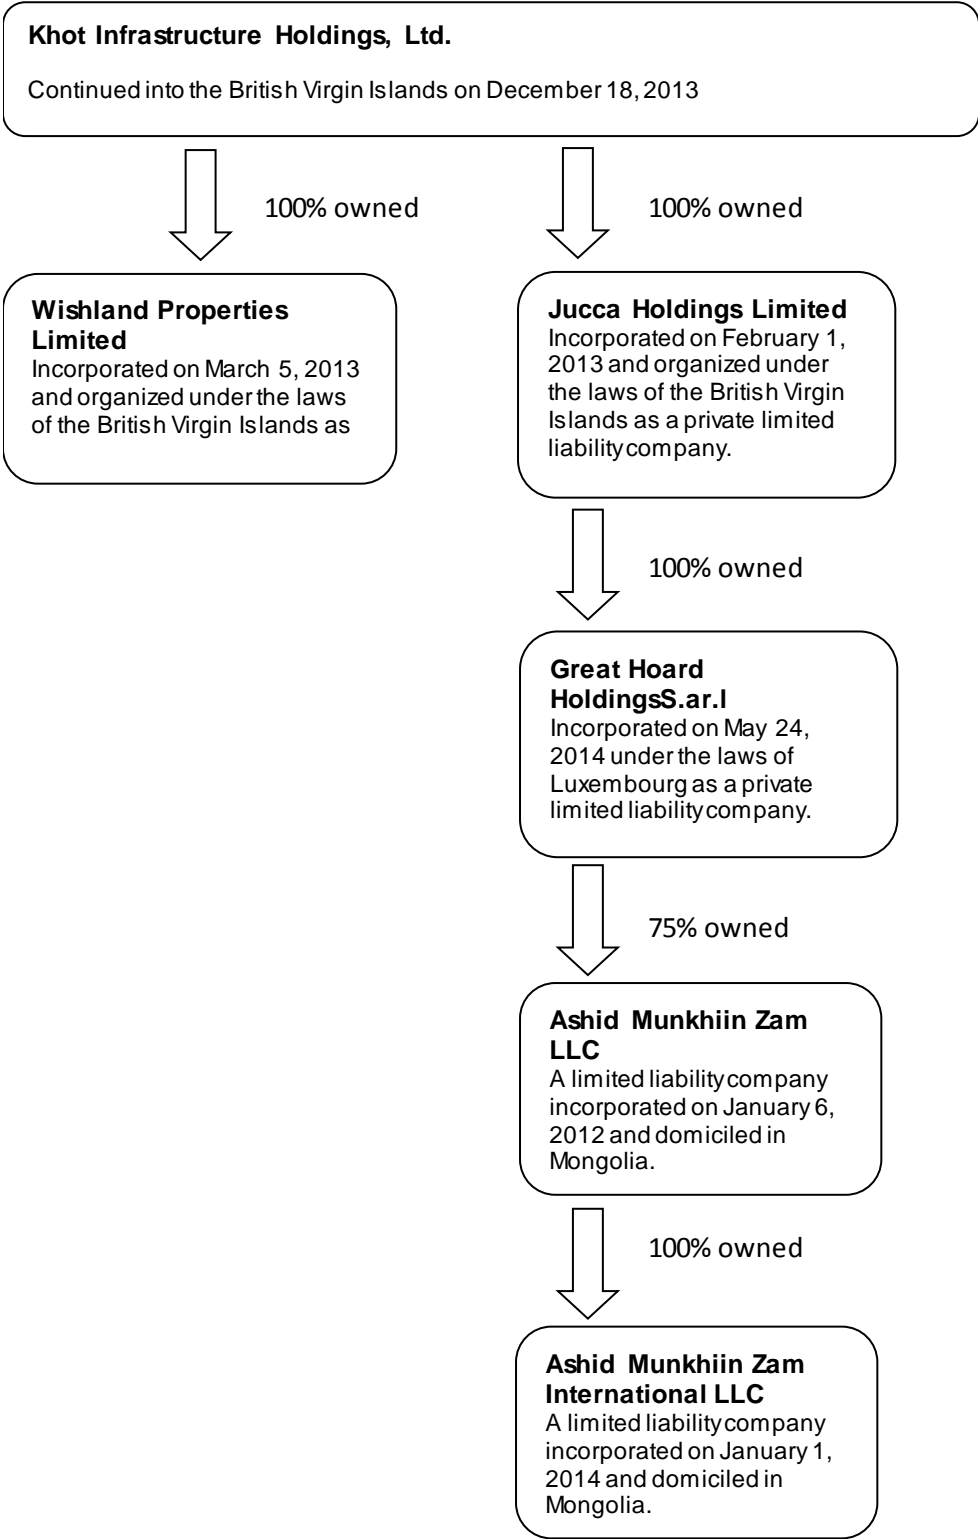 Khot Infrastructure Holdings, Ltd.
Continued into the British Virgin Islands on December 18, 2013
100% owned
100% owned
Wishland Properties
Limited
Incorporated on March 5, 2013
and organized under the laws
of the British Virgin Islands as
Jucca Holdings Limited
Incorporated on February 1,
2013 and organized under
the laws of the British Virgin
Islands as a private limited
liability company.
100% owned
Great Hoard
HoldingsS.ar.l
Incorporated on May 24,
2014 under the laws of
Luxembourg as a private
limited liability company.
75% owned
Ashid Munkhiin Zam
LLC
A limited liability company
incorporated on January 6,
2012 and domiciled in
Mongolia.
100% owned
Ashid Munkhiin Zam
International LLC
A limited liability company
incorporated on January 1,
2014 and domiciled in
Mongolia.